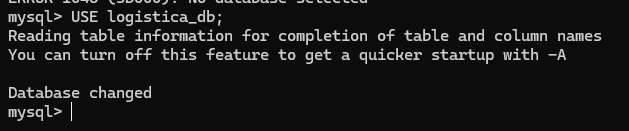 ERROR 1046 (3D000): No database selected
mysql> USE logistica_db;
Reading table information for completion of table and column names
You can turn off this feature to get a quicker startup with -A
Database changed
mysql>